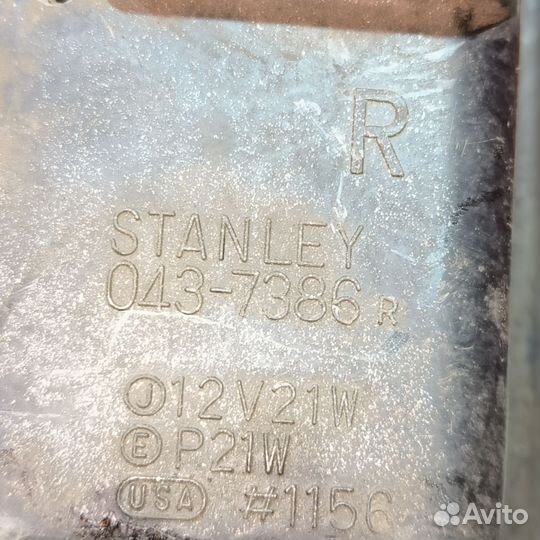 R
STANLEY
043-7386 R
J 12V21W
E P21W
USA #1156
Avito